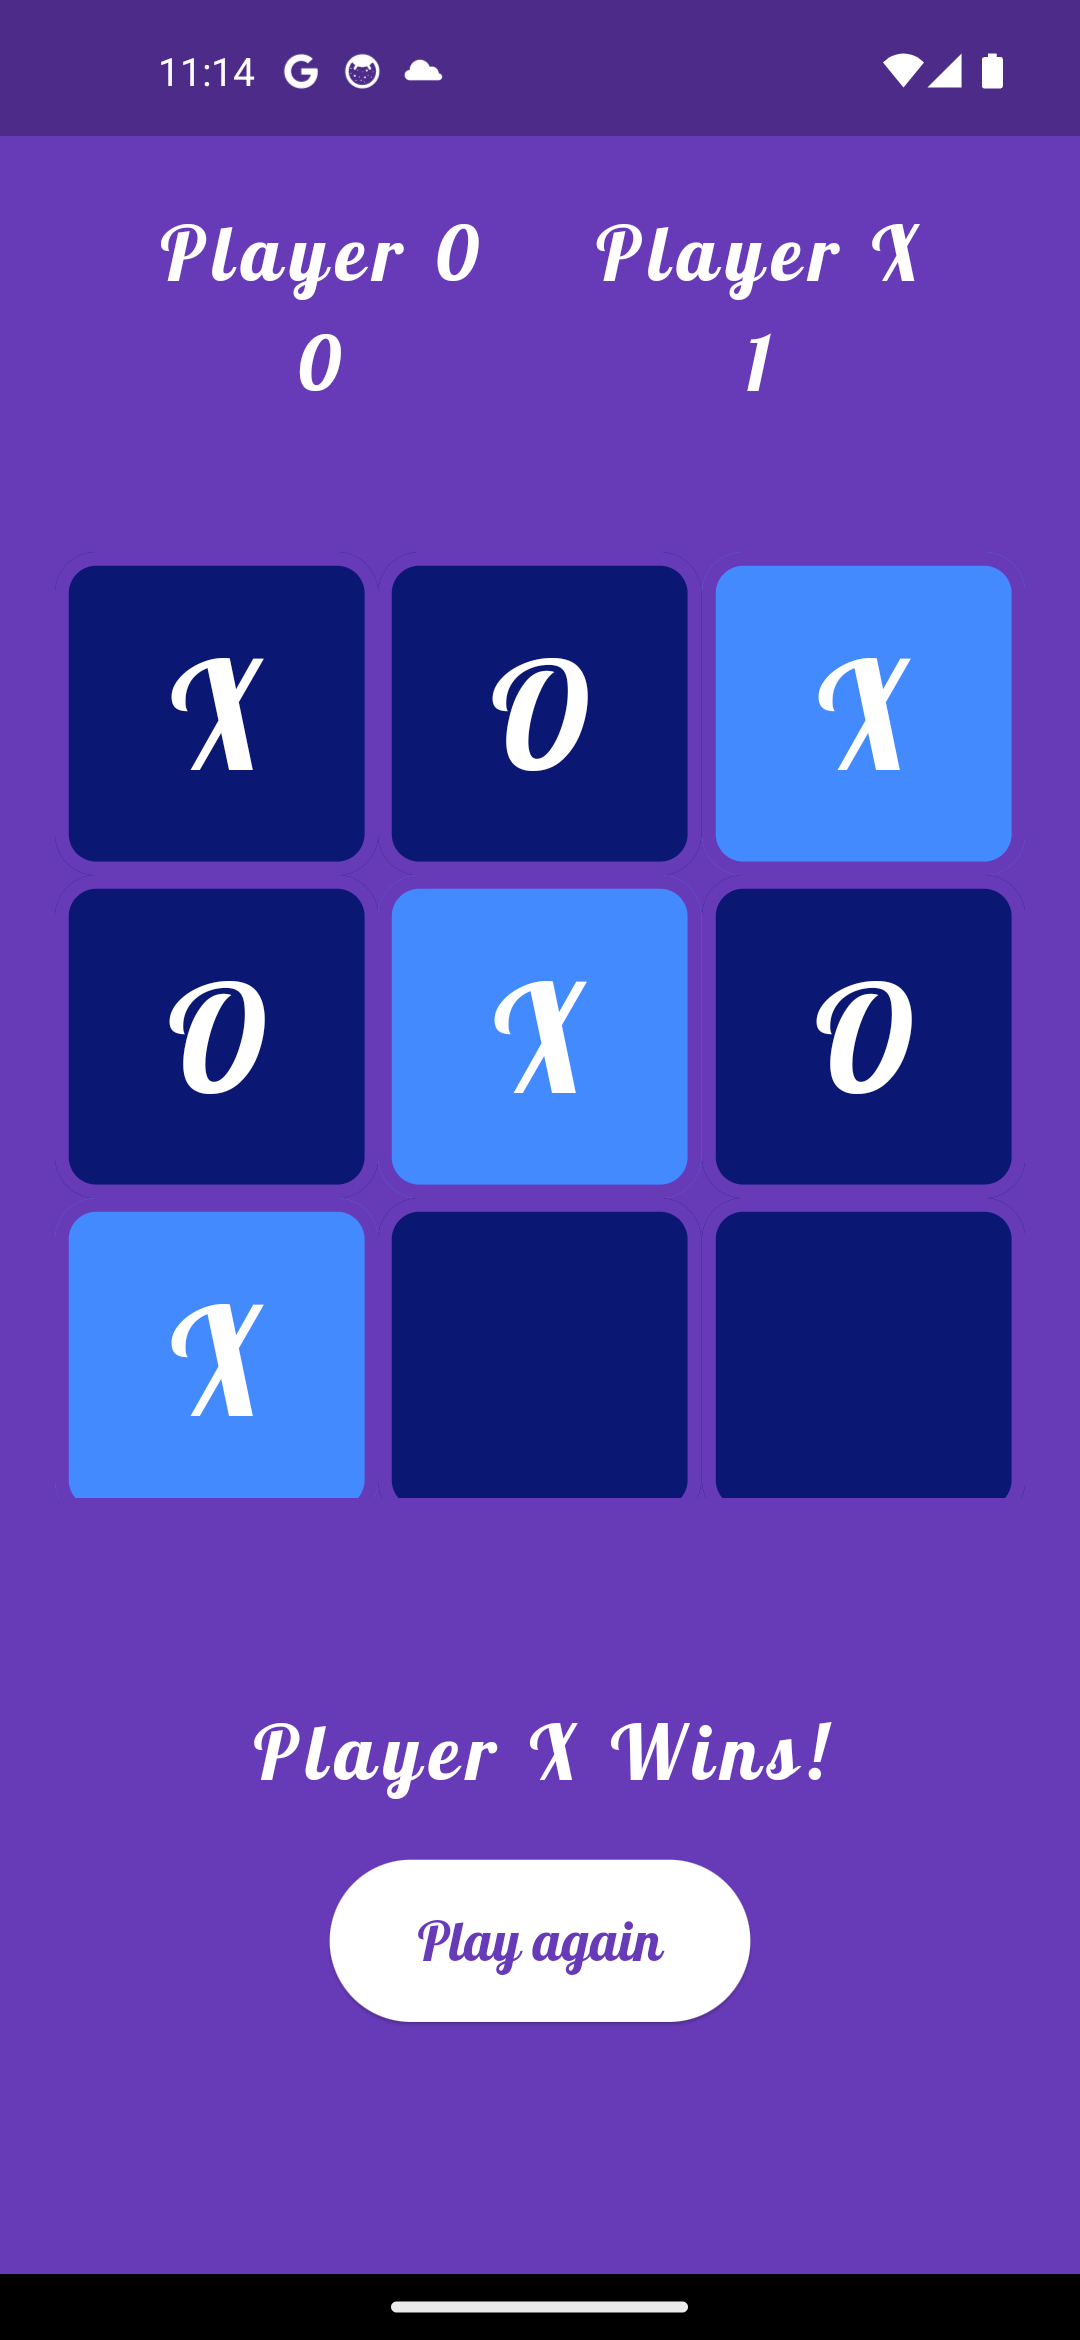 11:14
Player O Player X
0 1
X O X
O X O
X
Player X Wins!
Play again